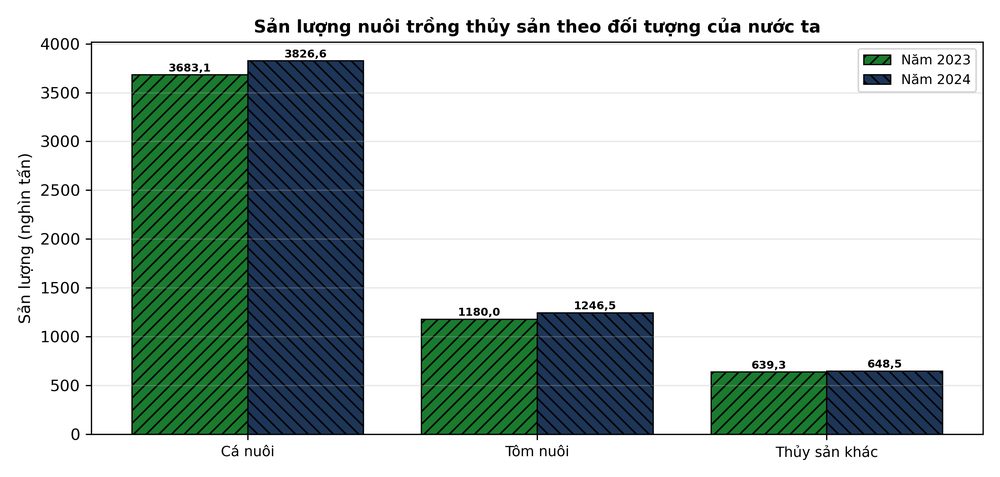 Sản lượng nuôi trồng thủy sản theo đối tượng của nước ta
Sản lượng (nghìn tấn)
4000
3500
3000
2500
2000
1500
1000
500
0
3683,1
3826,6
1180,0
1246,5
639,3
648,5
Năm 2023
Năm 2024
Cá nuôi
Tôm nuôi
Thủy sản khác